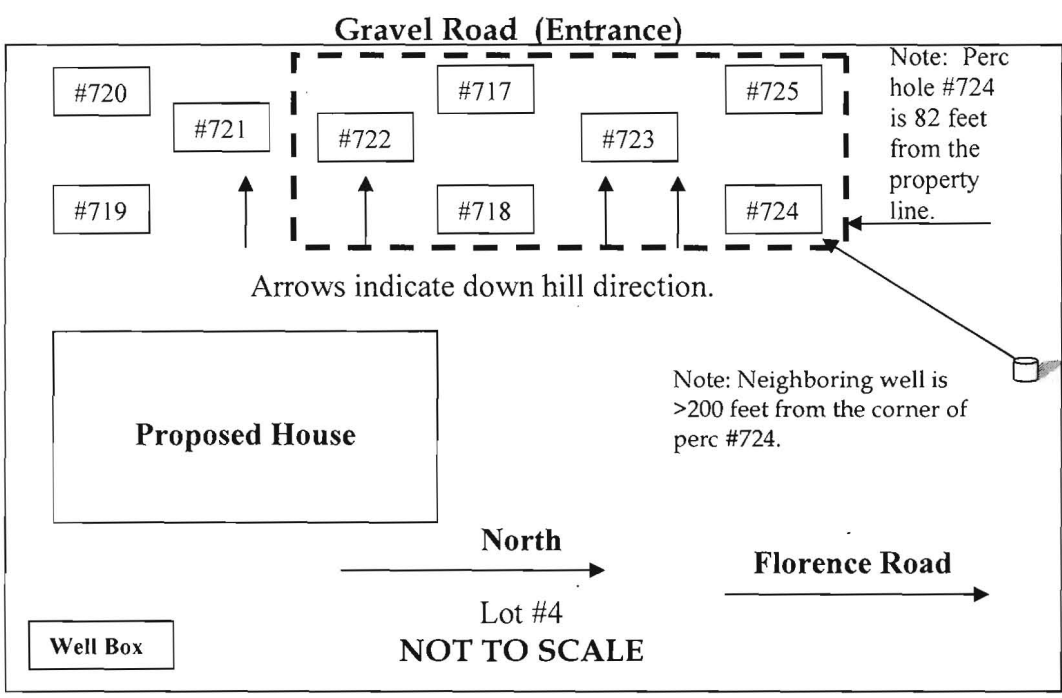 Gravel Road (Entrance)
#720
#717
#725
#721
#722
#723
#719
#718
#724
Note: Perc
hole #724
is 82 feet
from the
property
line.
Arrows indicate down hill direction.
Proposed House
Note: Neighboring well is
>200 feet from the corner of
perc #724.
North
Florence Road
Lot #4
NOT TO SCALE
Well Box